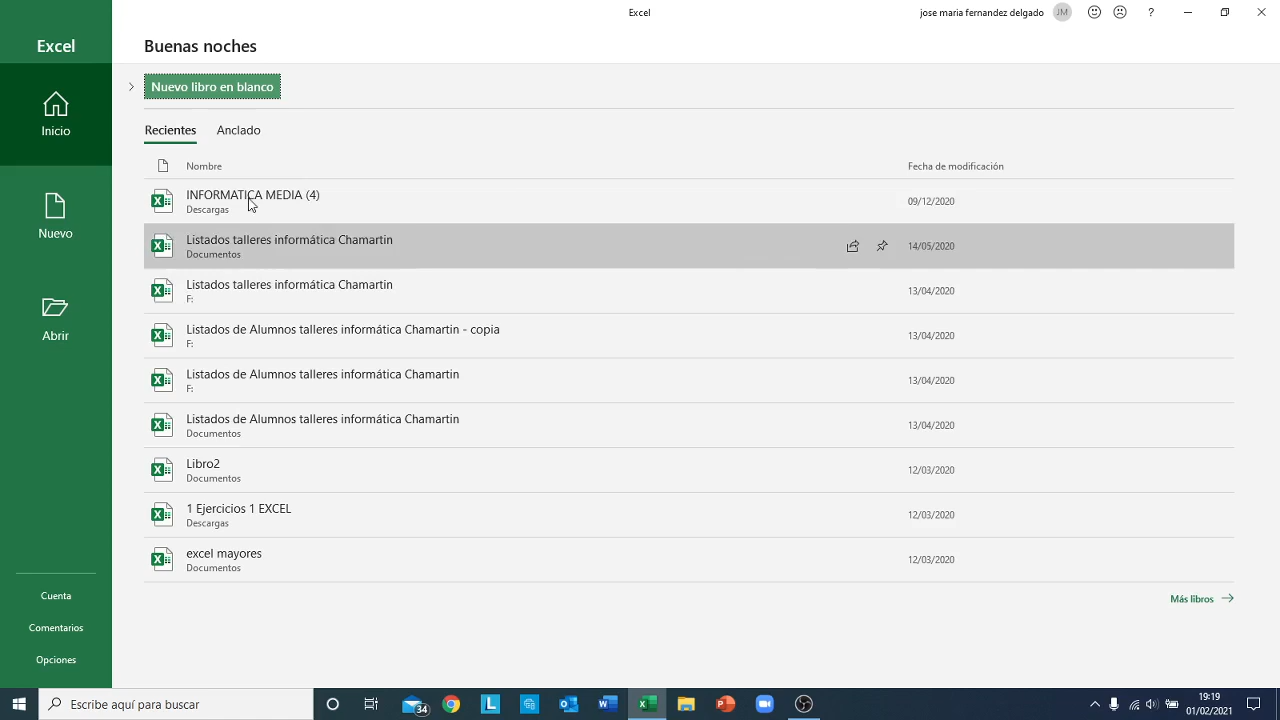 Excel
jose maria fernandez delgado JM ?
Excel
Buenas noches
Inicio
Nuevo
Abrir
Nuevo libro en blanco
Recientes Anclado
Nombre Fecha de modificación
INFORMATICA MEDIA (4) 09/12/2020
Descargas
Listados talleres informática Chamartin 14/05/2020
Documentos
Listados talleres informática Chamartin 13/04/2020
F:
Listados de Alumnos talleres informática Chamartin - copia 13/04/2020
F:
Listados de Alumnos talleres informática Chamartin 13/04/2020
F:
Listados de Alumnos talleres informática Chamartin 13/04/2020
Documentos
Libro2 12/03/2020
Documentos
1 Ejercicios 1 EXCEL 12/03/2020
Descargas
excel mayores 12/03/2020
Documentos
Más libros
Cuenta
Comentarios
Opciones
Escribe aquí para buscar
34
19:19
01/02/2021